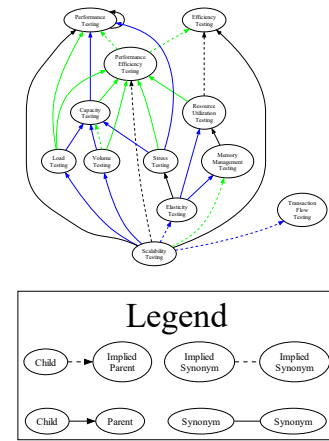 Performance
Testing
Efficiency
Testing
Performance
Efficiency
Testing
Capacity
Testing
Resource
Utilization
Testing
Load
Testing
Volume
Testing
Stress
Testing
Memory
Management
Testing
Elasticity
Testing
Transaction
Flow
Testing
Scalability
Testing
Legend
Child
Implied
Parent
Implied
Synonym
Implied
Synonym
Child
Parent
Synonym
Synonym